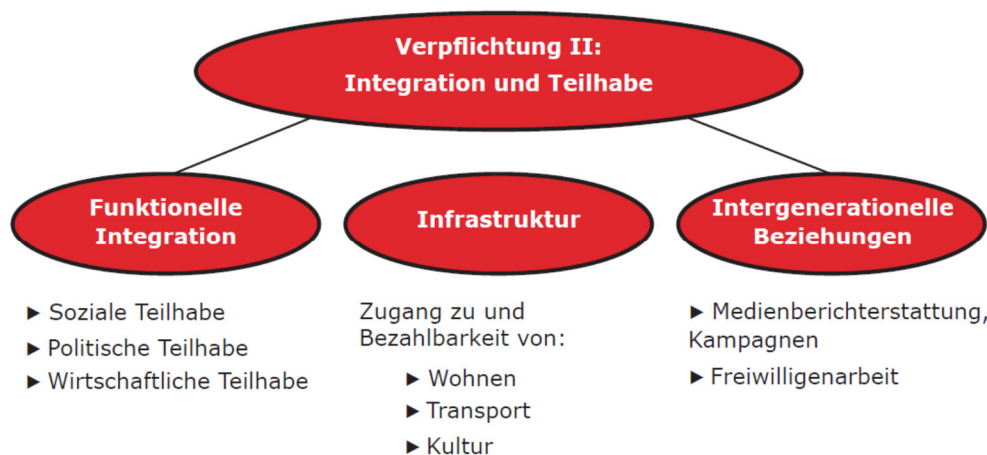 Verpflichtung II:
Integration und Teilhabe
Funktionelle
Integration
► Soziale Teilhabe
► Politische Teilhabe
► Wirtschaftliche Teilhabe
Infrastruktur
Zugang zu und
Bezahlbarkeit von:
► Wohnen
► Transport
► Kultur
Intergenerationelle
Beziehungen
► Medienberichterstattung,
Kampagnen
► Freiwilligenarbeit